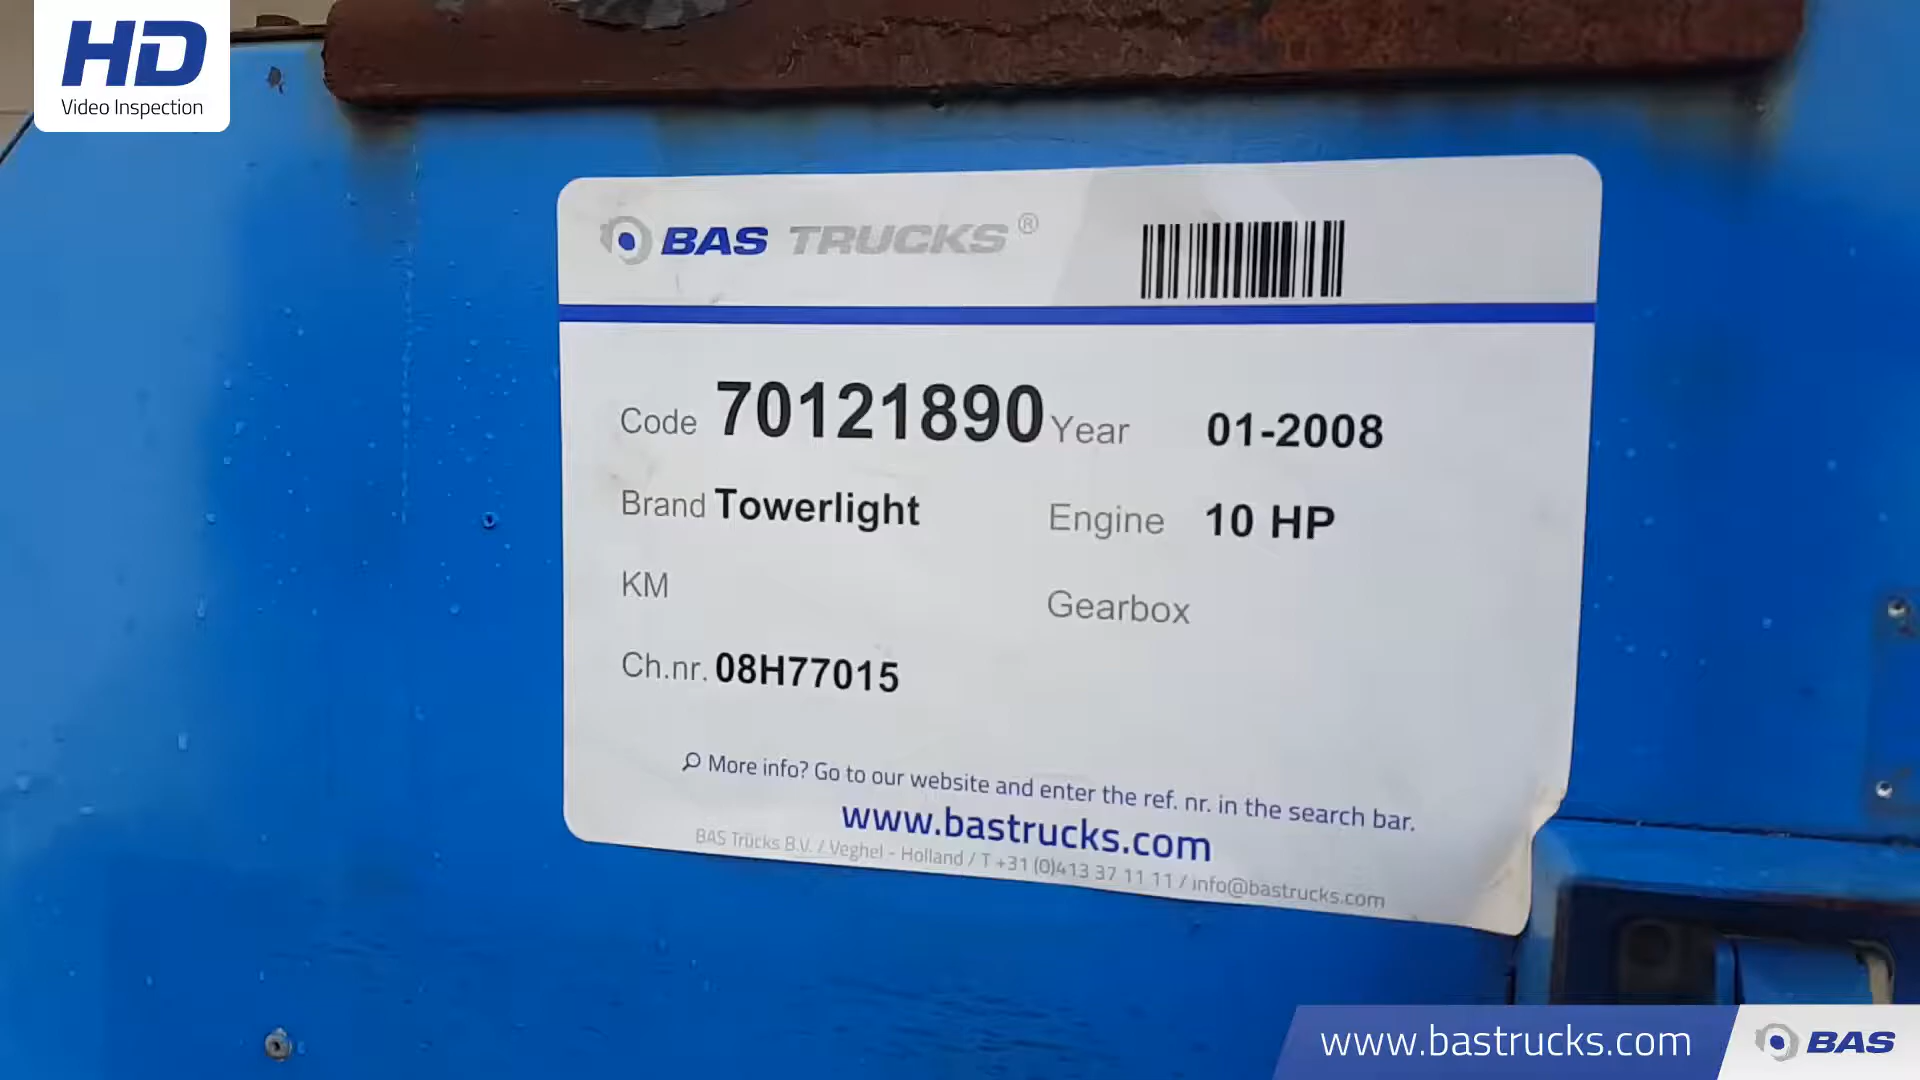 HD
Video Inspection
BAS TRUCKS®
Code 70121890 Year 01-2008
Brand Towerlight Engine 10 HP
KM Gearbox
Ch.nr. 08H77015
More info? Go to our website and enter the ref. nr. in the search bar.
www.bastrucks.com
BAS Trucks B.V. / Veghel - Holland / T +31 (0)413 37 11 11 / info@bastrucks.com
www.bastrucks.com BAS